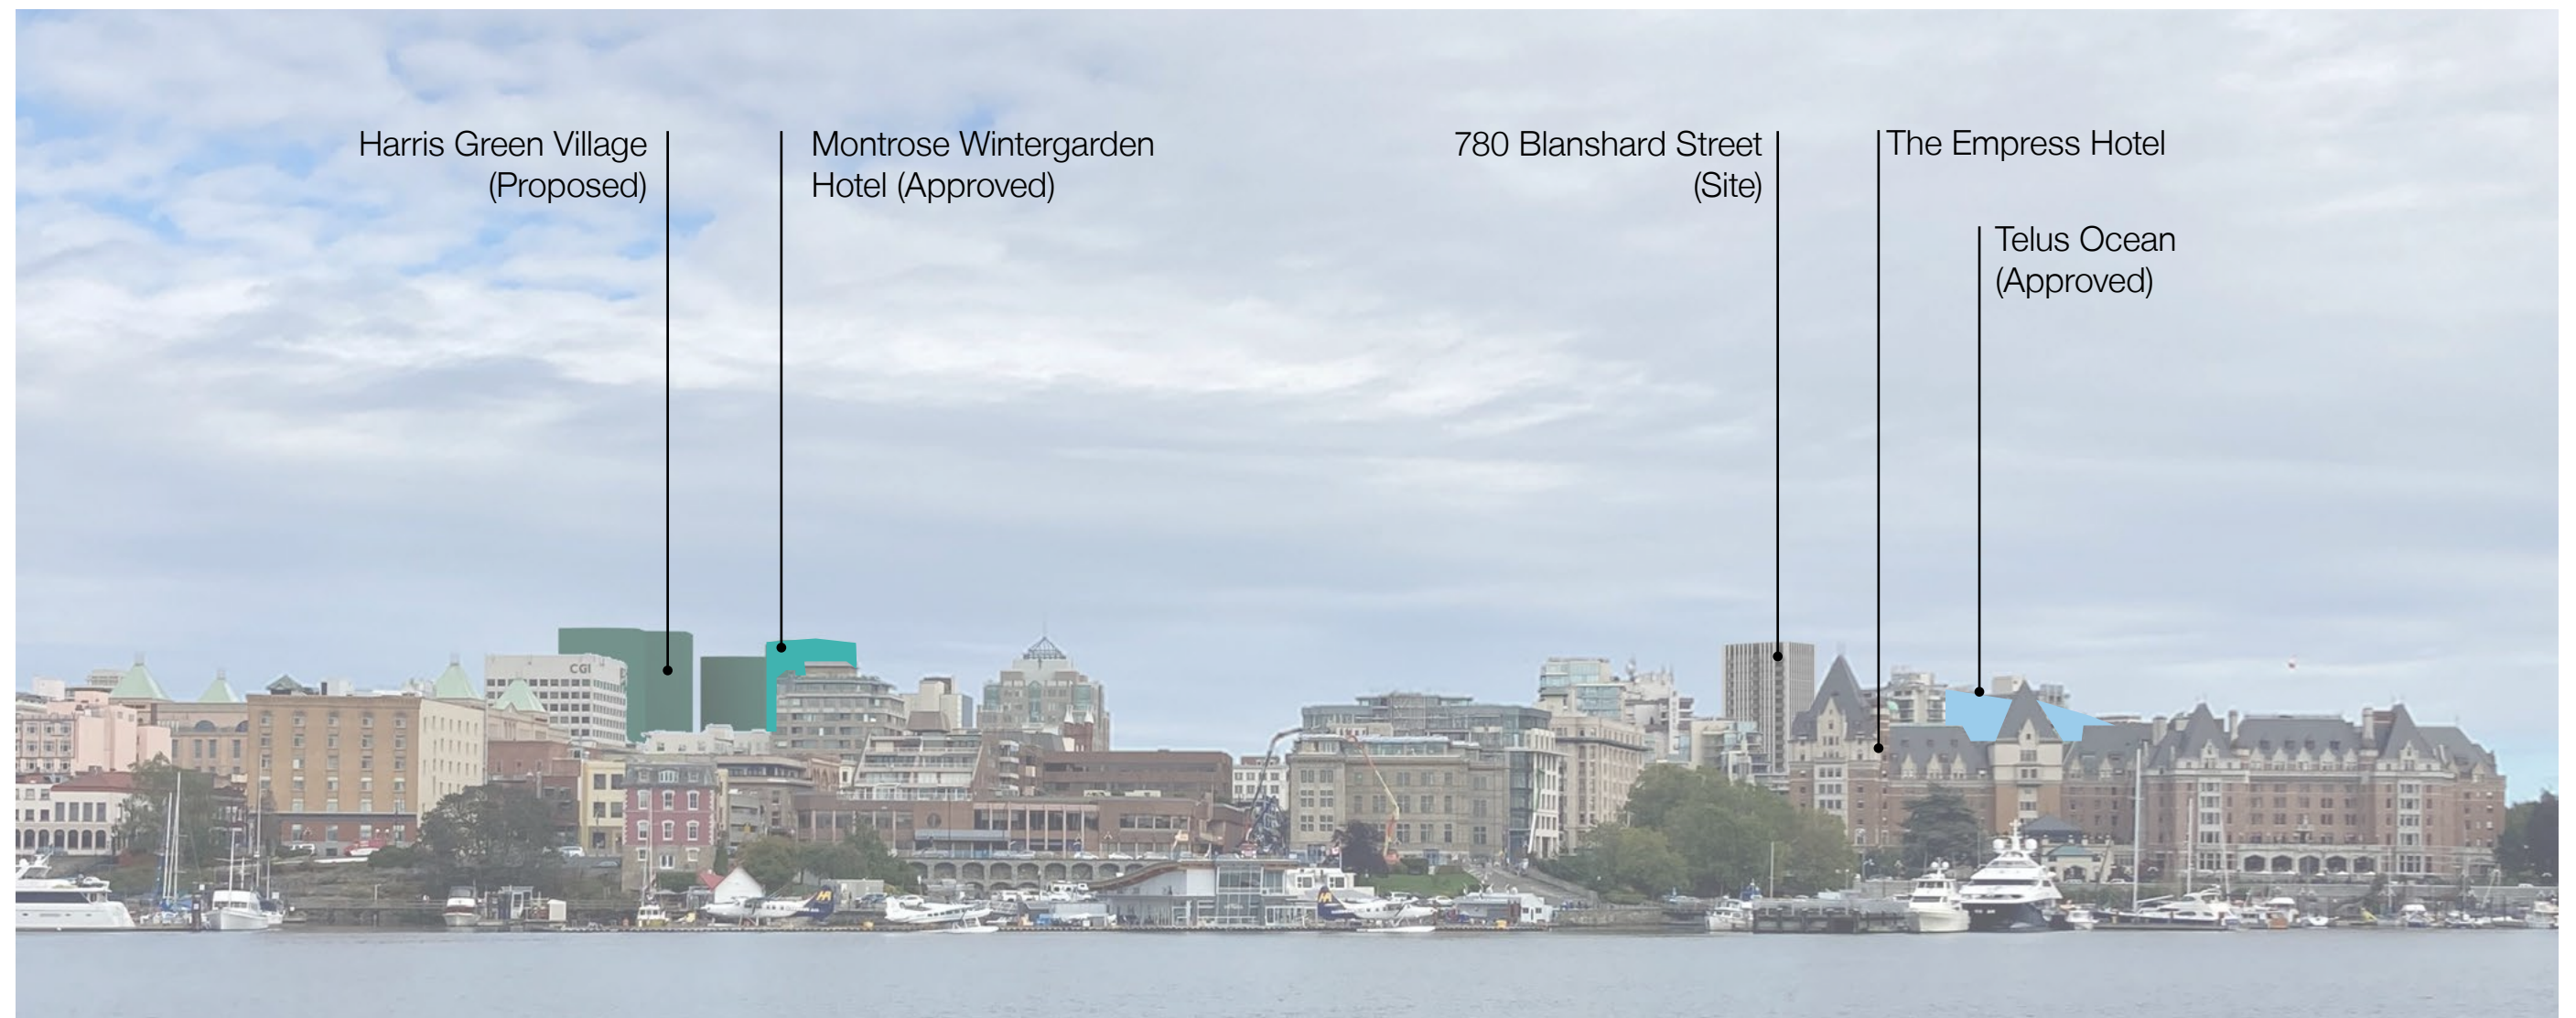 Harris Green Village
(Proposed)
Montrose Wintergarden
Hotel (Approved)
780 Blanshard Street
(Site)
The Empress Hotel
Telus Ocean
(Approved)
CGI